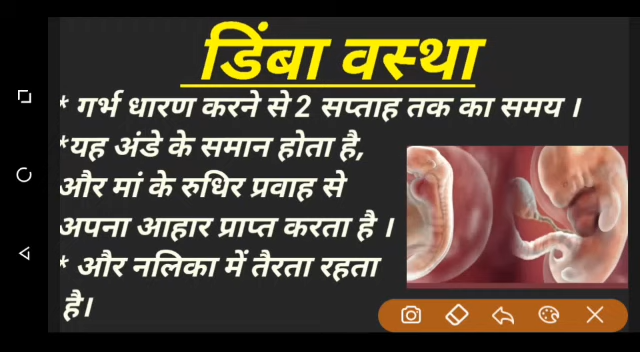 डिंबा वस्था
* गर्भ धारण करने से 2 सप्ताह तक का समय ।
*यह अंडे के समान होता है,
और मां के रुधिर प्रवाह से
अपना आहार प्राप्त करता है ।
* और नलिका में तैरता रहता
है।